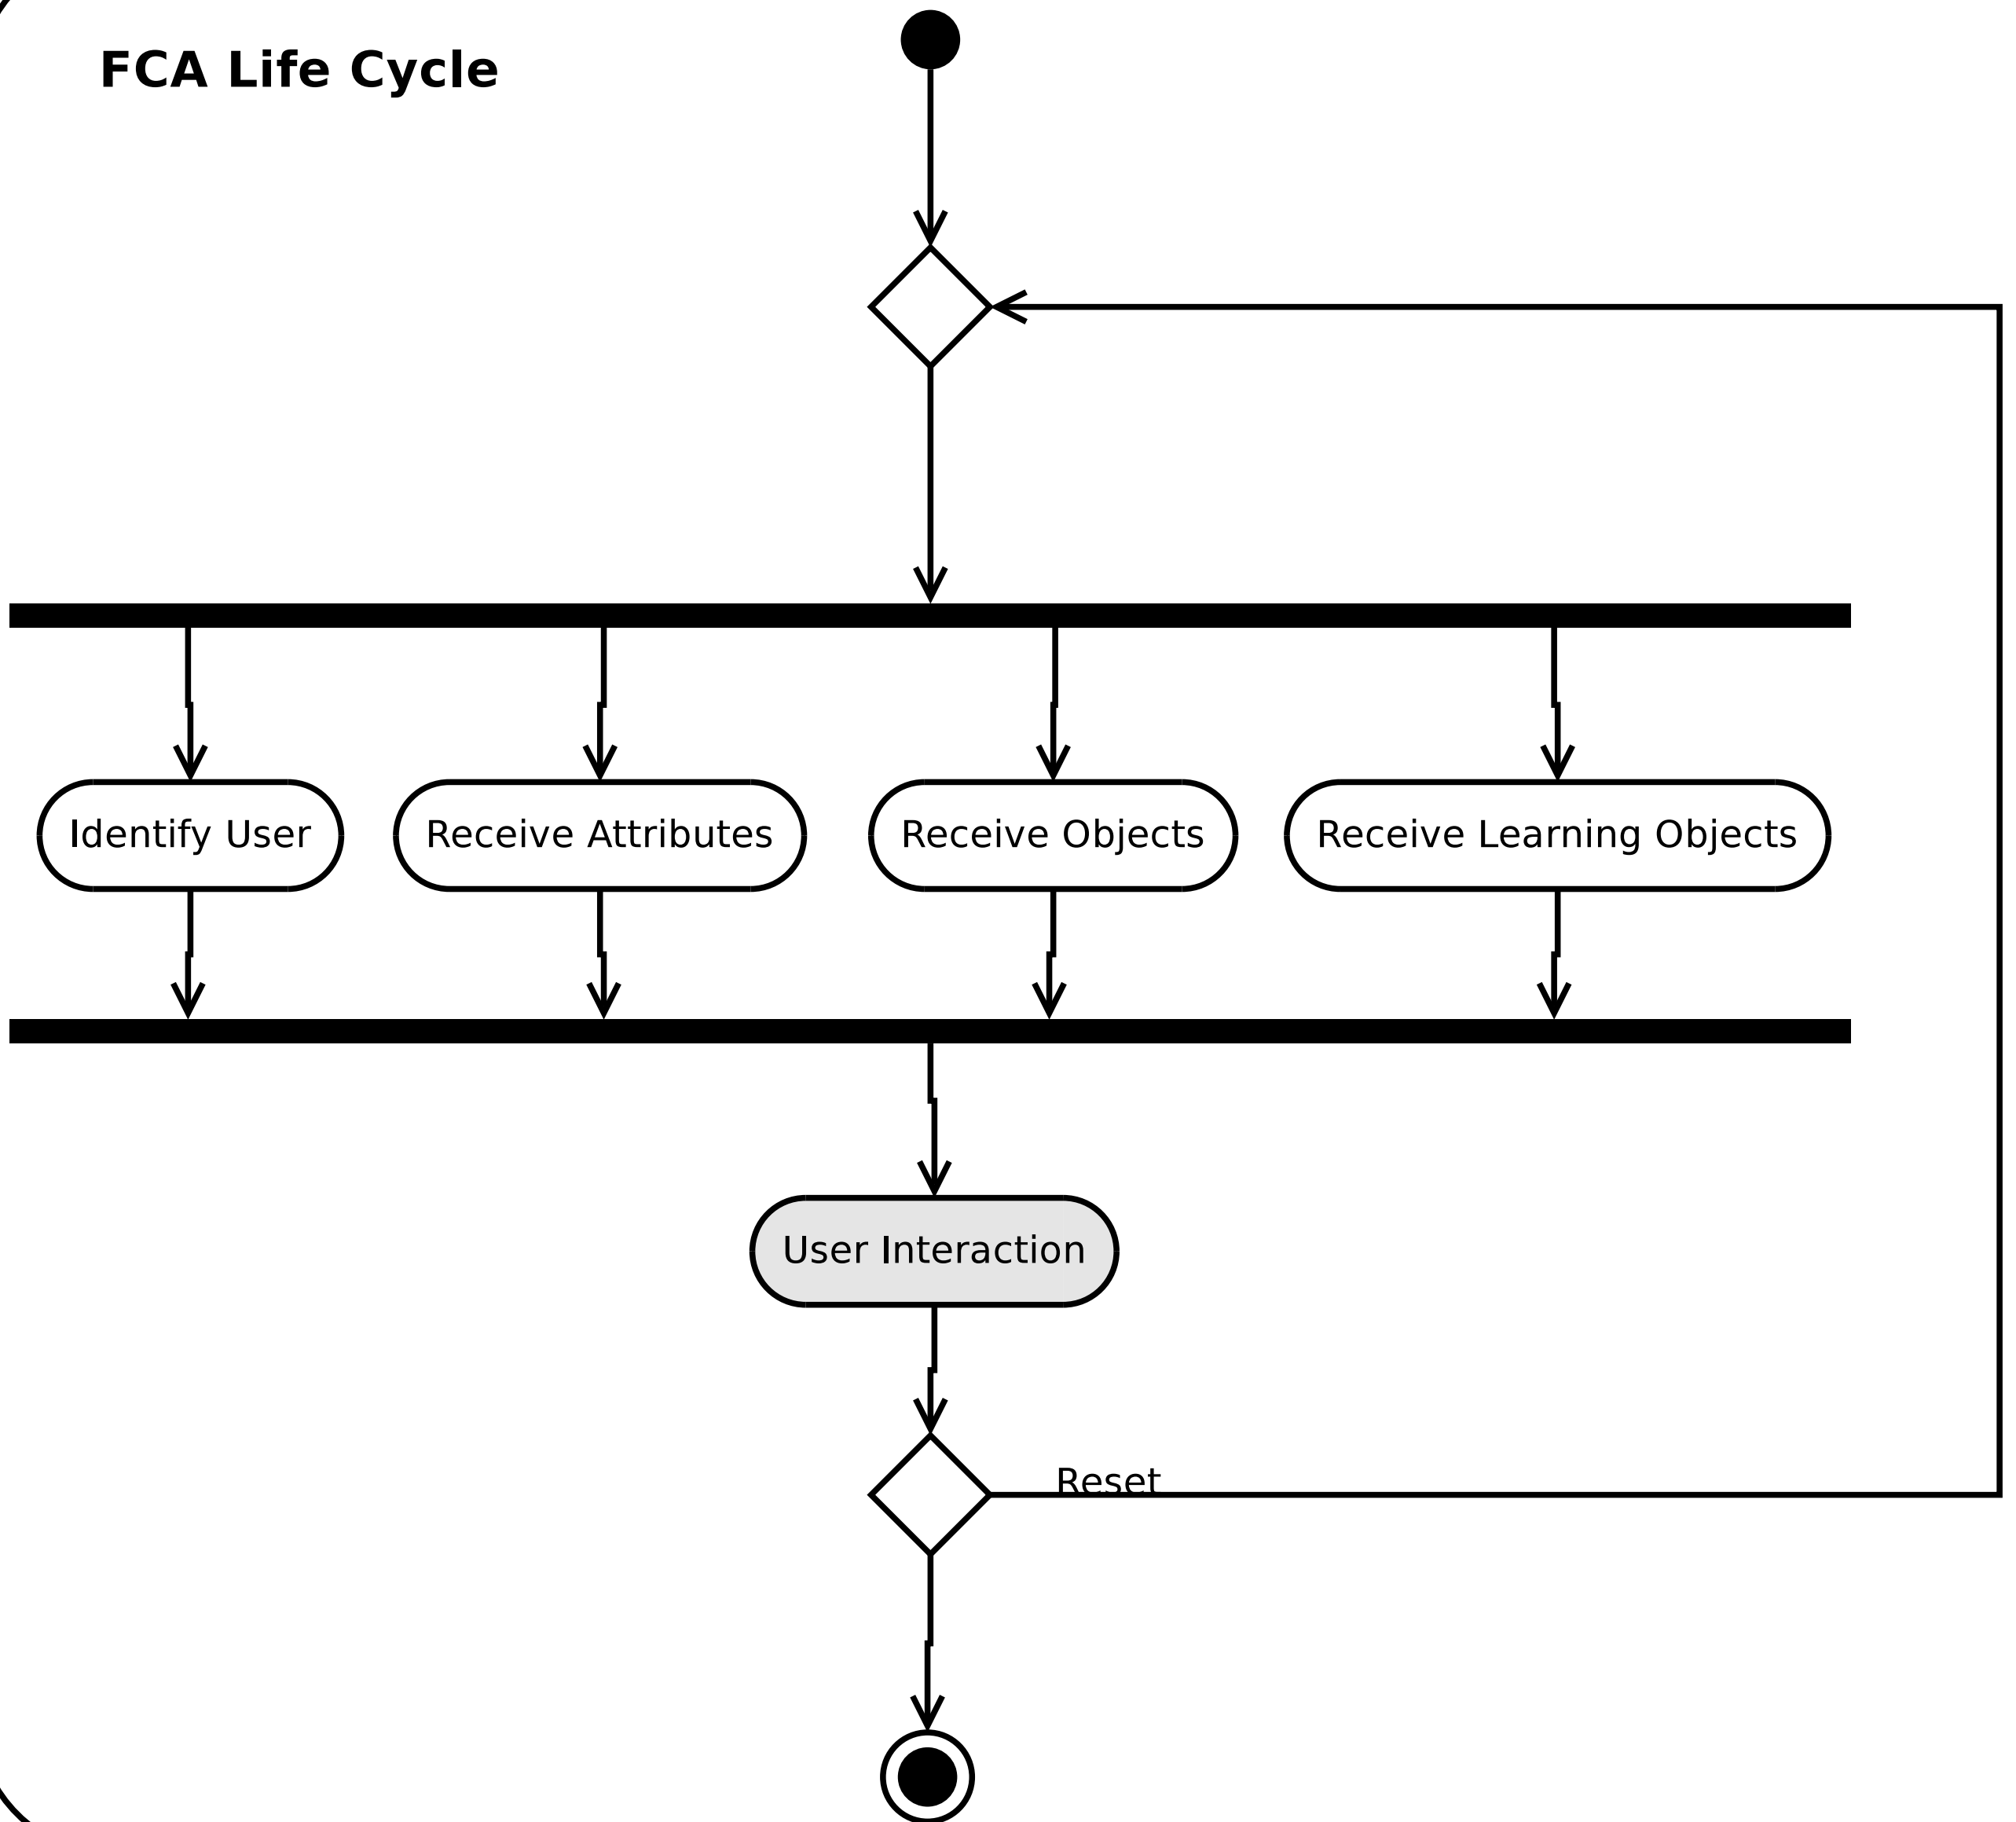 FCA Life Cycle
Identify User
Receive Attributes
Receive Objects
Receive Learning Objects
User Interaction
Reset